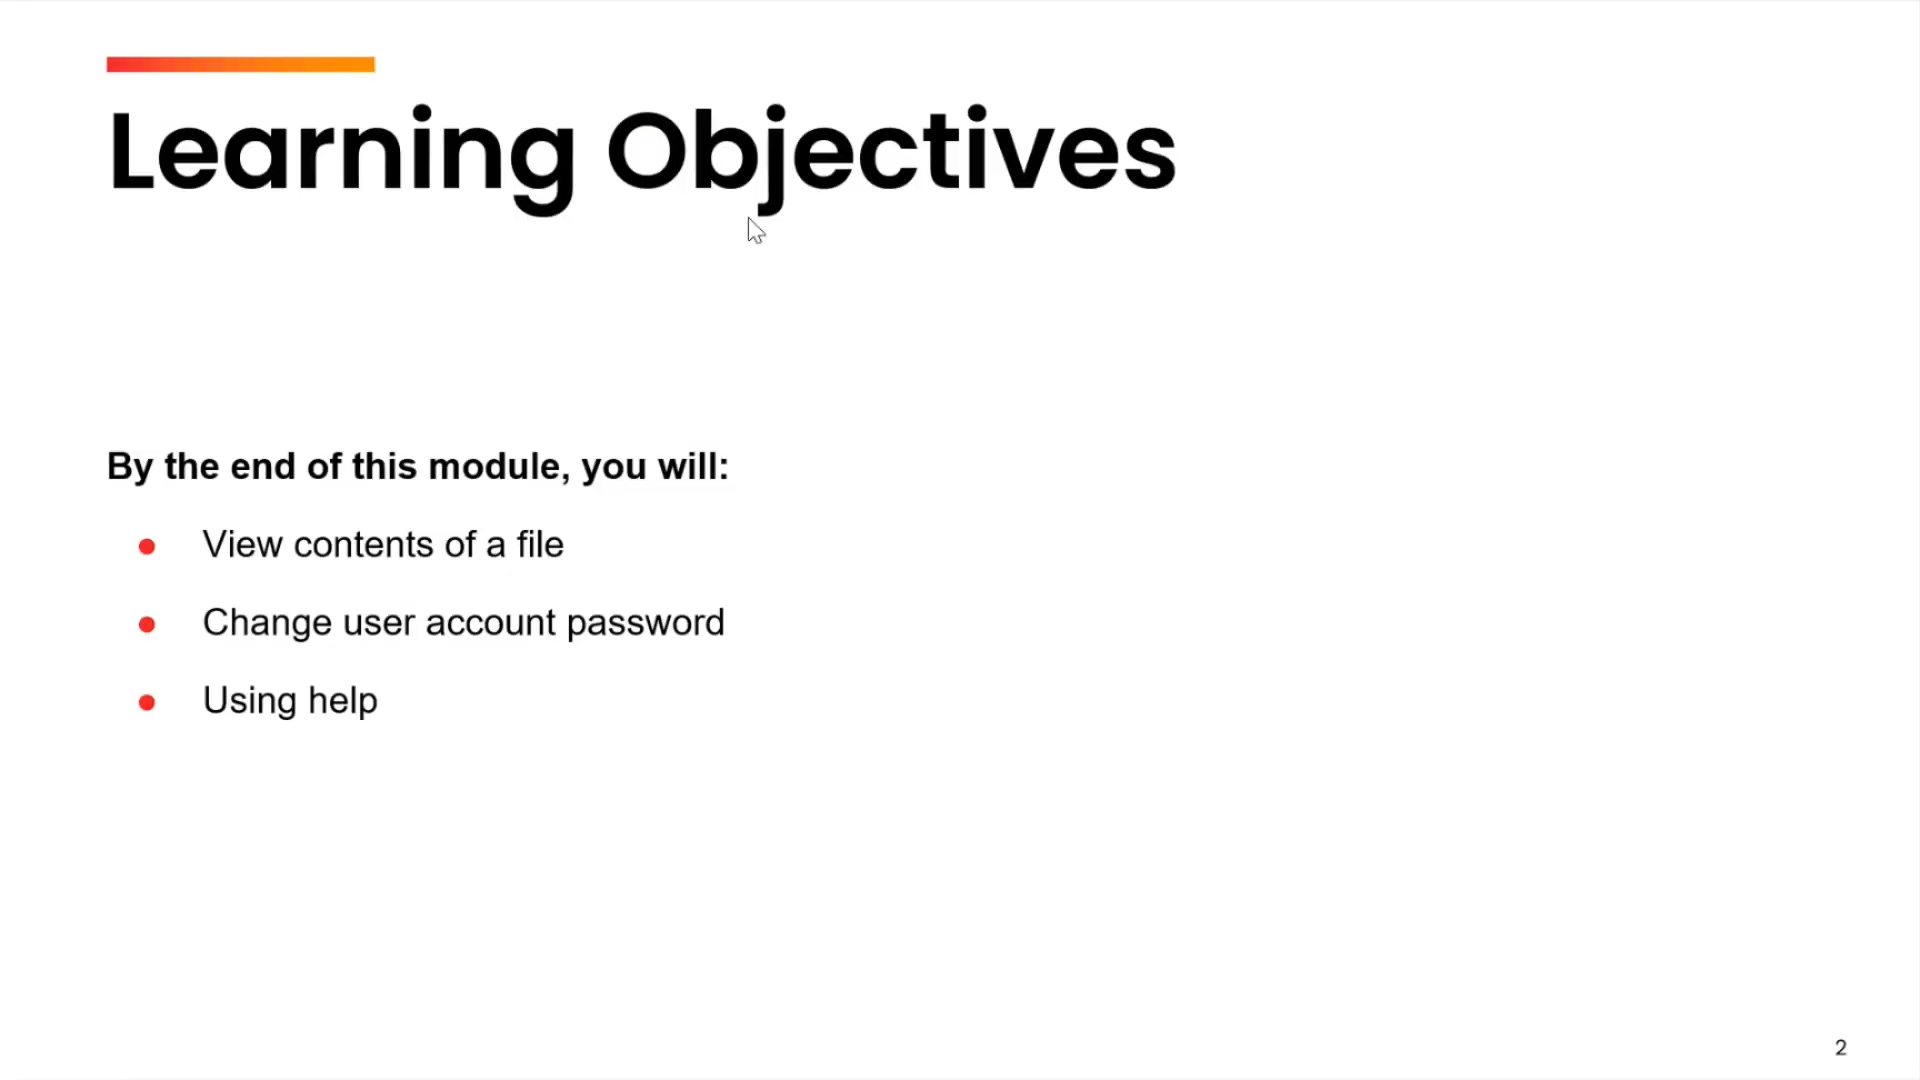 Learning Objectives
By the end of this module, you will:
● View contents of a file
● Change user account password
● Using help
2